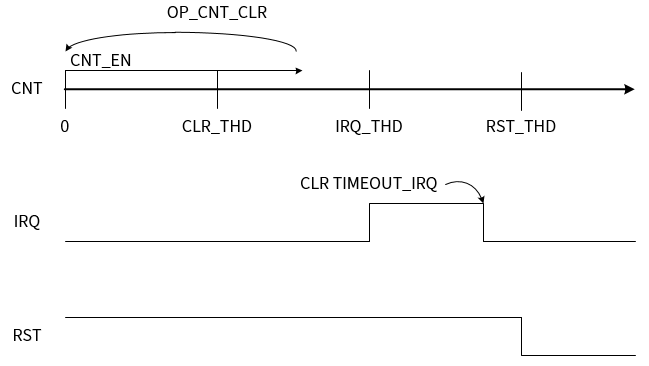 OP_CNT_CLR
CNT_EN
CNT
0 CLR_THD IRQ_THD RST_THD
CLR TIMEOUT_IRQ
IRQ
RST